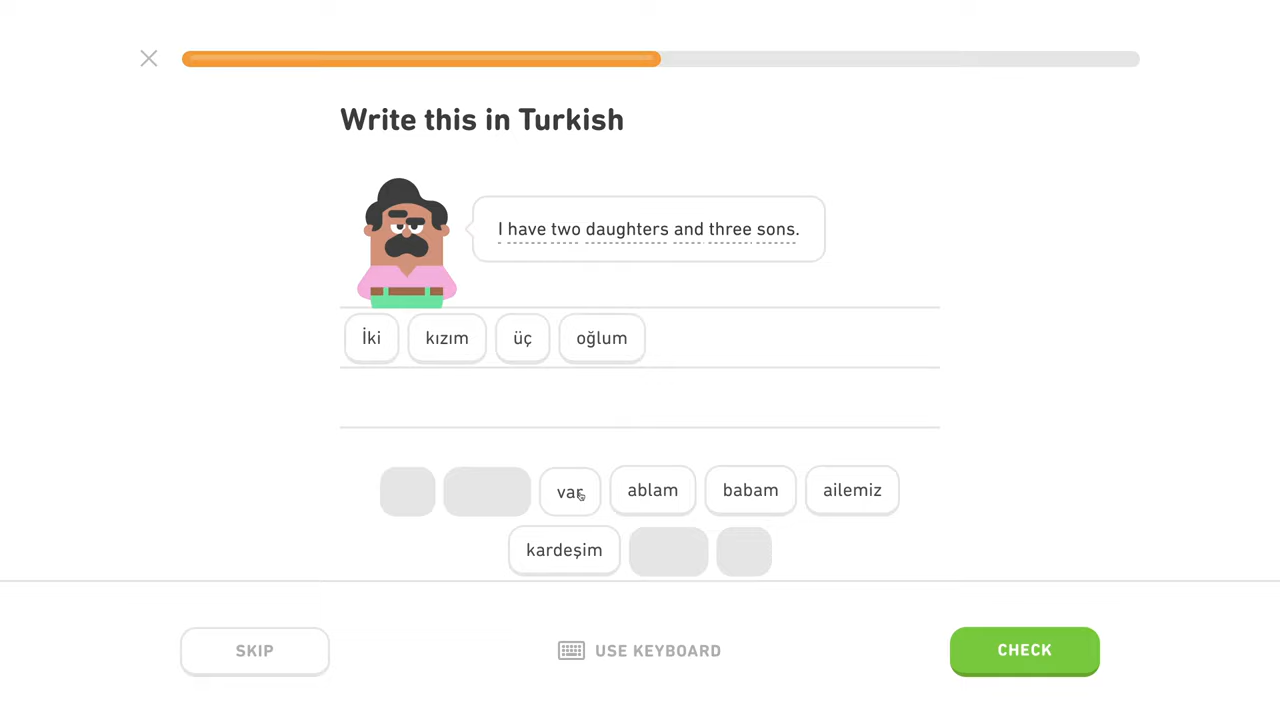 Write this in Turkish
I have two daughters and three sons.
İki kızım üç oğlum
var ablam babam ailemiz
kardeşim
SKIP USE KEYBOARD CHECK